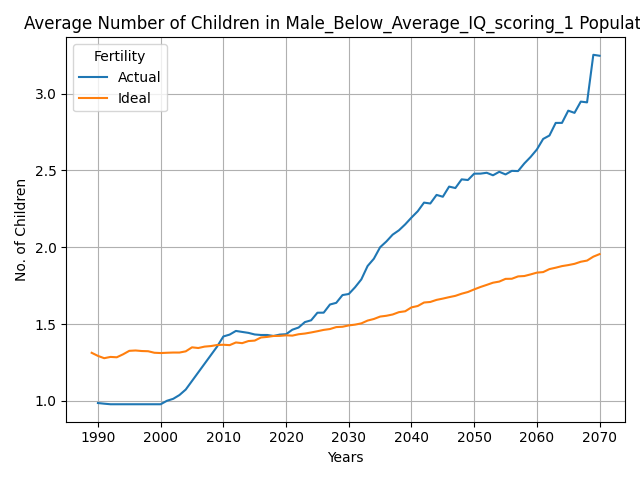 Average Number of Children in Male_Below_Average_IQ_scoring_1 Populat
Fertility
Actual
Ideal
No. of Children
3.0
2.5
2.0
1.5
1.0
1990 2000 2010 2020 2030 2040 2050 2060 2070
Years